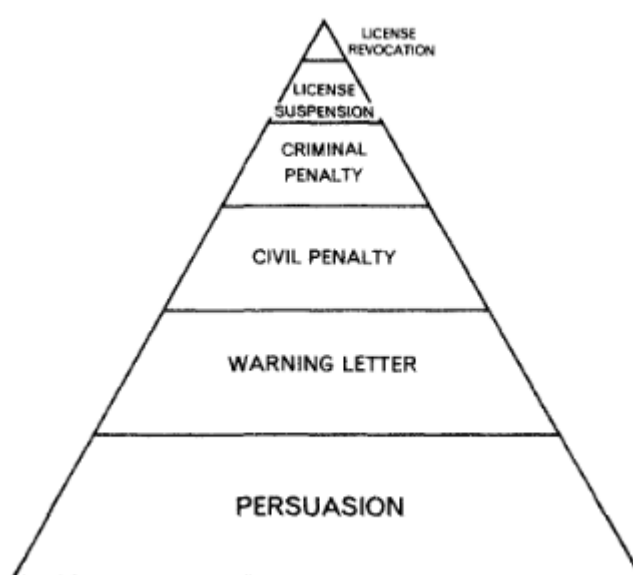 LICENSE
REVOCATION
LICENSE
SUSPENSION
CRIMINAL
PENALTY
CIVIL PENALTY
WARNING LETTER
PERSUASION